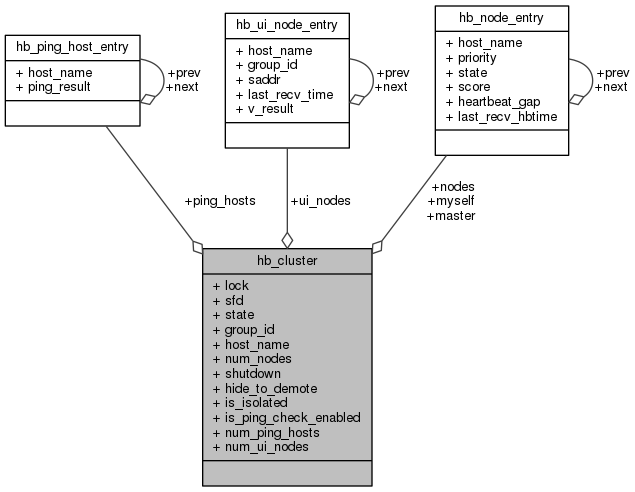 hb_ping_host_entry
+ host_name
+ ping_result
+prev
+next
hb_ui_node_entry
+ host_name
+ group_id
+ saddr
+ last_recv_time
+ v_result
+prev
+next
hb_node_entry
+ host_name
+ priority
+ state
+ score
+ heartbeat_gap
+ last_recv_hbtime
+prev
+next
+ping_hosts
+ui_nodes
+nodes
+myself
+master
hb_cluster
+ lock
+ sfd
+ state
+ group_id
+ host_name
+ num_nodes
+ shutdown
+ hide_to_demote
+ is_isolated
+ is_ping_check_enabled
+ num_ping_hosts
+ num_ui_nodes